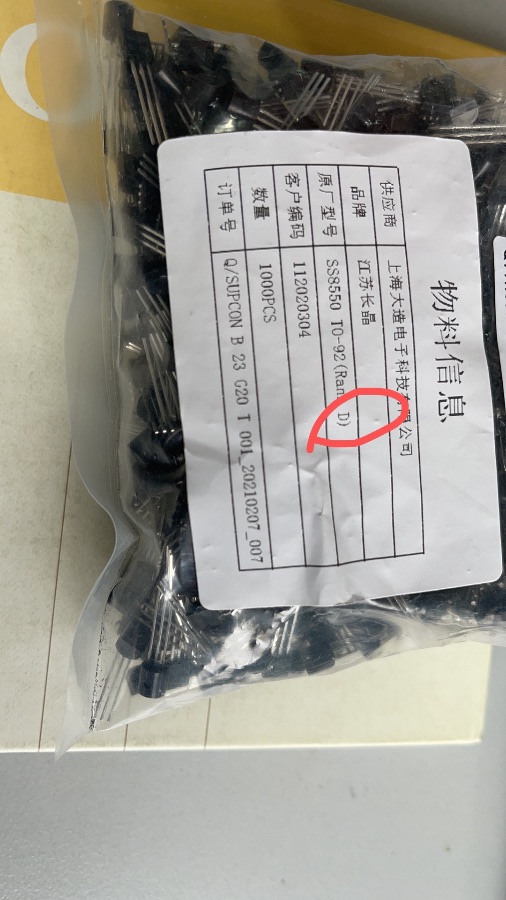 物料信息
供应商 上海大造电子科技有限公司
品牌 江苏长晶
原厂型号 SS8550 TO-92(Rank D)
客户编码 112020304
数量 1000PCS
订单号 Q/SUPCON B 23 G20 T 001_20210207_007